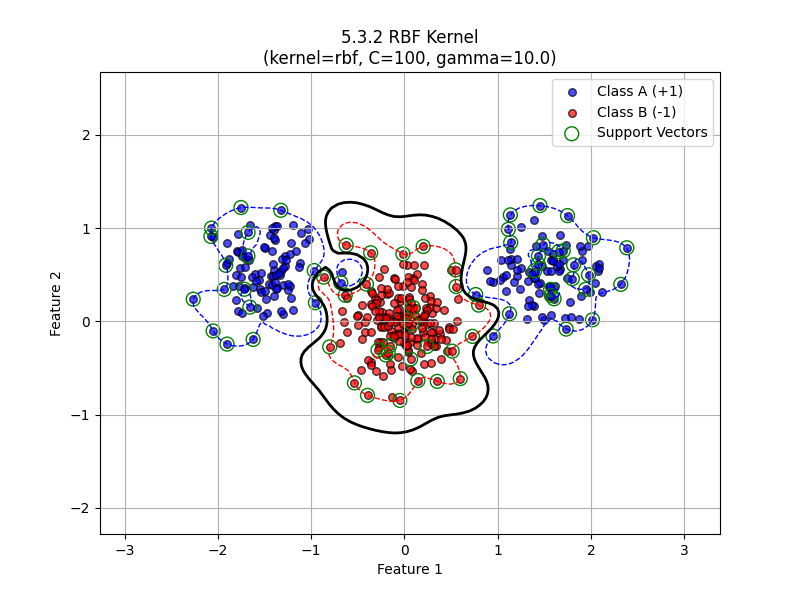 5.3.2 RBF Kernel
(kernel=rbf, C=100, gamma=10.0)
Class A (+1)
Class B (-1)
Support Vectors
Feature 2
2
1
0
−1
−2
−3
−2
−1
0
1
2
3
Feature 1